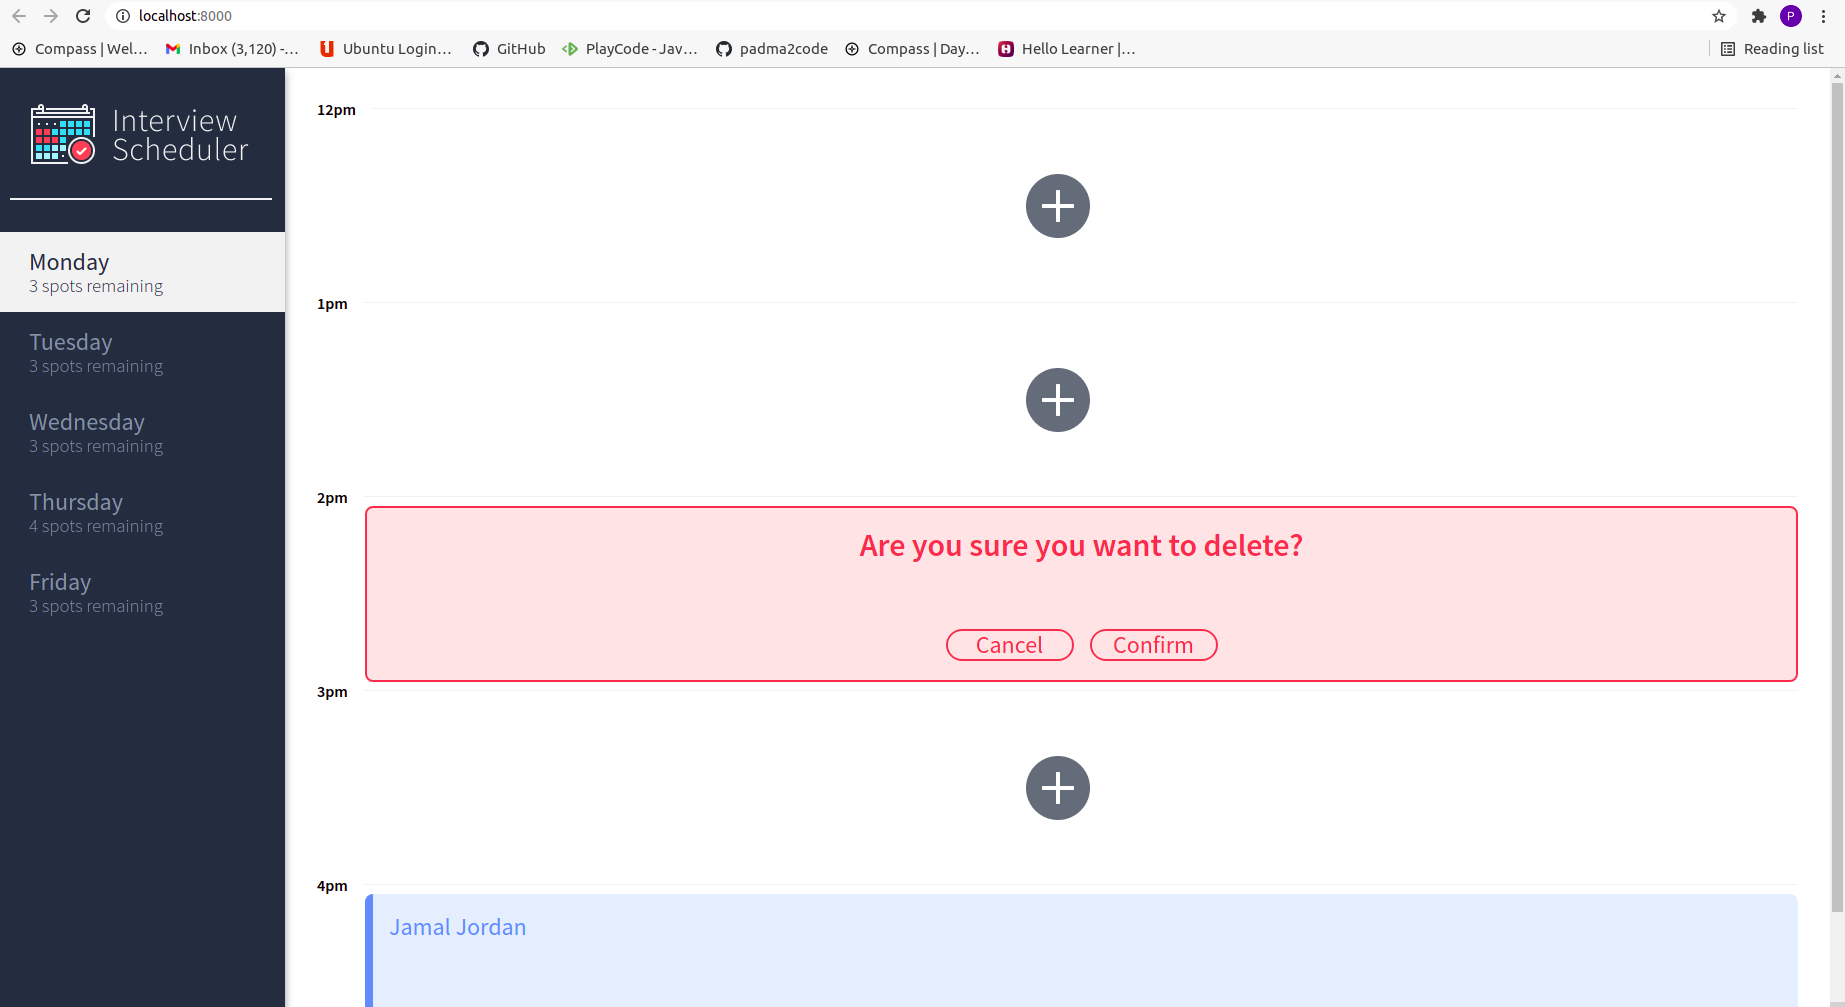 localhost:8000
Compass | Wel... Inbox (3,120) -... Ubuntu Login... GitHub PlayCode - Jav... padma2code Compass | Day... Hello Learner |... Reading list
Interview
Scheduler
Monday
3 spots remaining
Tuesday
3 spots remaining
Wednesday
3 spots remaining
Thursday
4 spots remaining
Friday
3 spots remaining
12pm
1pm
2pm
Are you sure you want to delete?
Cancel Confirm
3pm
4pm
Jamal Jordan
P